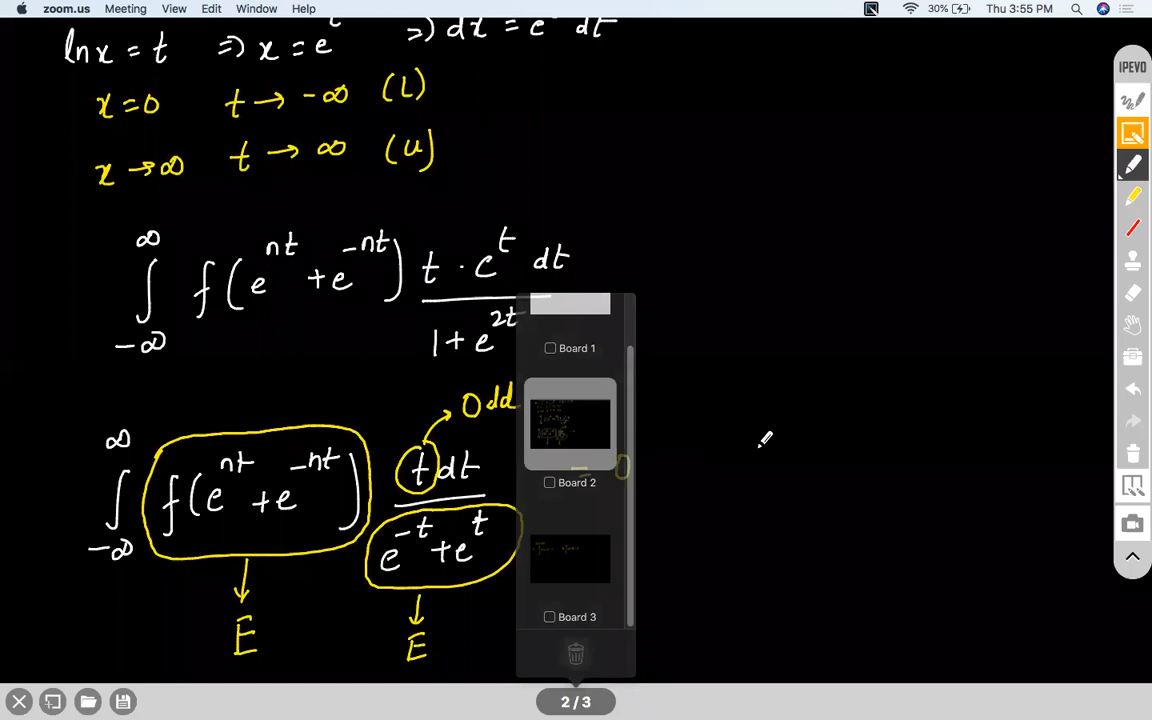 zoom.us Meeting View Edit Window Help 30% Thu 3:55 PM
ln x = t => x = e^t => dx = e^t dt
x = 0 t → -∞ (L)
x → ∞ t → ∞ (U)
∫_{-∞}^{∞} f(e^{nt} + e^{-nt}) t · e^t dt / 1 + e^{2t}
Odd
∫_{-∞}^{∞} f(e^{nt} + e^{-nt}) t dt / e^{-t} + e^t = 0
E E
Board 1
Board 2
Board 3
2 / 3
IPEVO